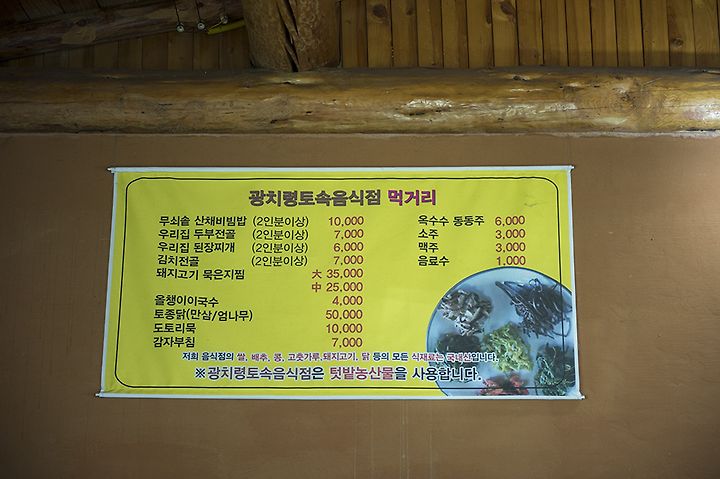 광치령토속음식점 먹거리
무쇠솥 산채비빔밥 (2인분이상) 10,000
우리집 두부전골 (2인분이상) 7,000
우리집 된장찌개 (2인분이상) 6,000
김치전골 (2인분이상) 7,000
돼지고기 묵은지찜 大 35,000
中 25,000
올챙이국수 4,000
토종닭(만삼/엄나무) 50,000
도토리묵 10,000
감자부침 7,000
옥수수 동동주 6,000
소주 3,000
맥주 3,000
음료수 1,000
저희 음식점의 쌀, 배추, 콩, 고춧가루,돼지고기, 닭 등의 모든 식재료는 국내산입니다.
※광치령토속음식점은 텃밭농산물을 사용합니다.